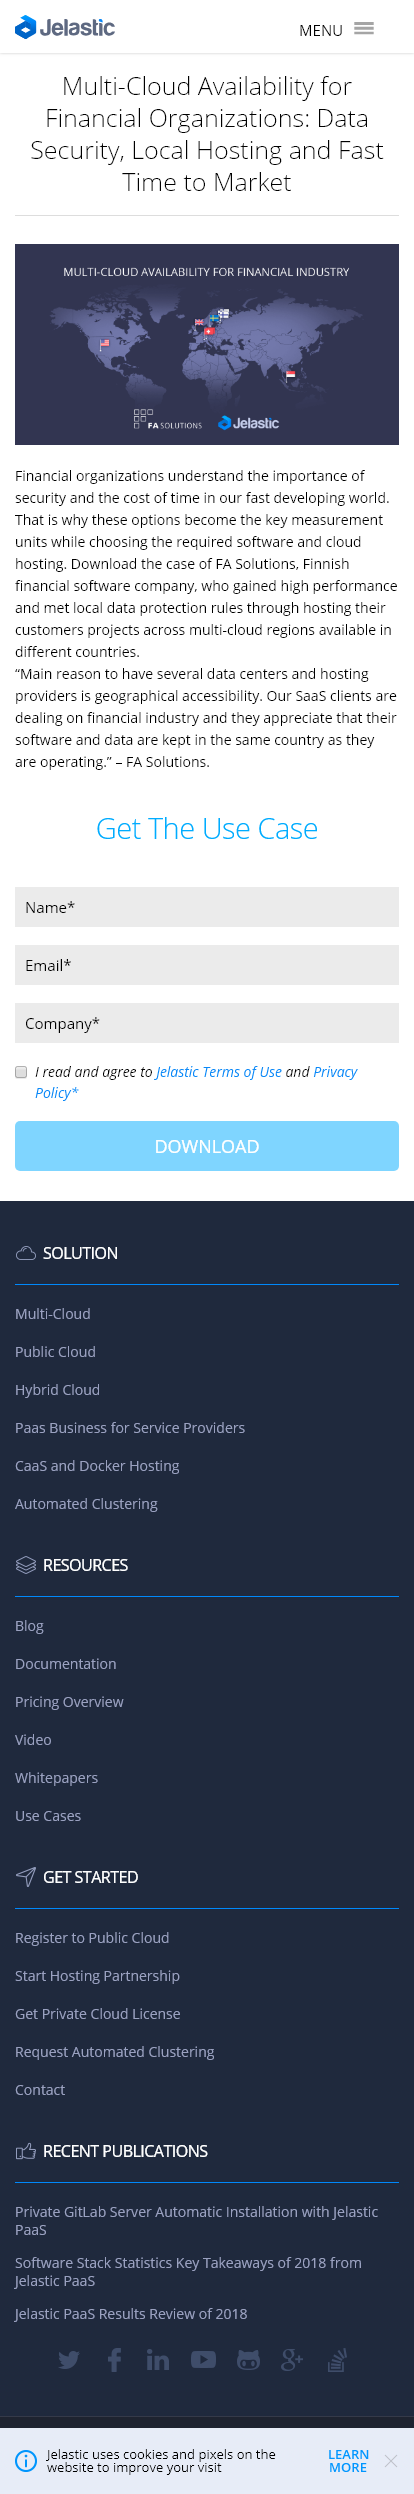 Jelastic
MENU
Multi-Cloud Availability for
Financial Organizations: Data
Security, Local Hosting and Fast
Time to Market
MULTI-CLOUD AVAILABILITY FOR FINANCIAL INDUSTRY
FA SOLUTIONS
Jelastic
Financial organizations understand the importance of
security and the cost of time in our fast developing world.
That is why these options become the key measurement
units while choosing the required software and cloud
hosting. Download the case of FA Solutions, Finnish
financial software company, who gained high performance
and met local data protection rules through hosting their
customers projects across multi-cloud regions available in
different countries.
“Main reason to have several data centers and hosting
providers is geographical accessibility. Our SaaS clients are
dealing on financial industry and they appreciate that their
software and data are kept in the same country as they
are operating.” – FA Solutions.
Get The Use Case
Name*
Email*
Company*
I read and agree to Jelastic Terms of Use and Privacy
Policy*
DOWNLOAD
SOLUTION
Multi-Cloud
Public Cloud
Hybrid Cloud
Paas Business for Service Providers
CaaS and Docker Hosting
Automated Clustering
RESOURCES
Blog
Documentation
Pricing Overview
Video
Whitepapers
Use Cases
GET STARTED
Register to Public Cloud
Start Hosting Partnership
Get Private Cloud License
Request Automated Clustering
Contact
RECENT PUBLICATIONS
Private GitLab Server Automatic Installation with Jelastic
PaaS
Software Stack Statistics Key Takeaways of 2018 from
Jelastic PaaS
Jelastic PaaS Results Review of 2018
Jelastic uses cookies and pixels on the
website to improve your visit
LEARN
MORE